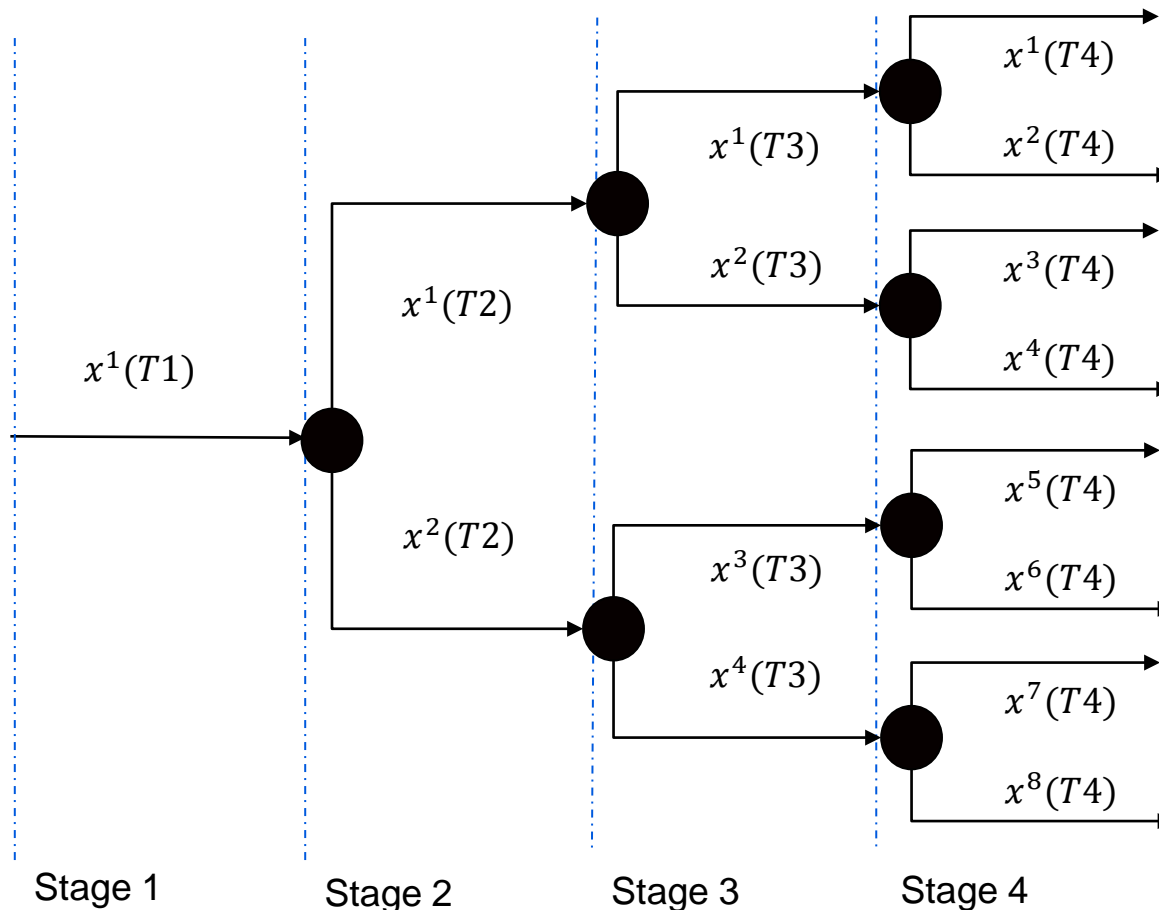 x¹(T4)
x²(T4)
x¹(T3)
x²(T3)
x³(T4)
x⁴(T4)
x¹(T2)
x¹(T1)
x²(T2)
x⁵(T4)
x⁶(T4)
x³(T3)
x⁴(T3)
x⁷(T4)
x⁸(T4)
Stage 1
Stage 2
Stage 3
Stage 4